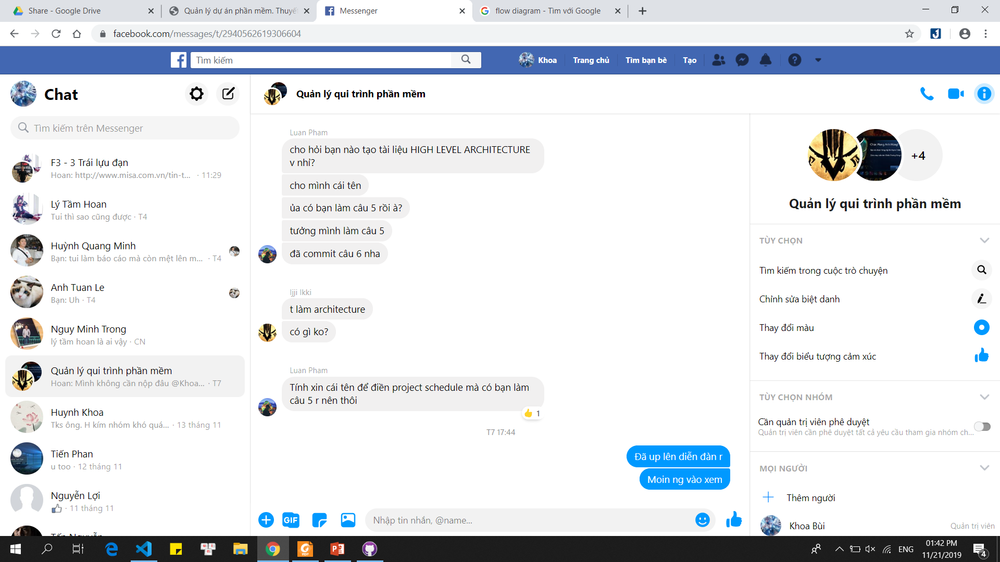 Share - Google Drive
Quản lý dự án phần mềm. Thuyết
Messenger
flow diagram - Tìm với Google
facebook.com/messages/t/2940562619306604
Tìm kiếm
Khoa
Trang chủ
Tìm bạn bè
Tạo
Chat
Tìm kiếm trên Messenger
F3 - 3 Trái lựu đạn
Hoan: http://www.misa.com.vn/tin-t... · 11:29
Lý Tầm Hoan
Tui thì sao cũng được · T4
Huỳnh Quang Minh
Bạn: tui làm báo cáo mà còn mệt lên m... · T4
Anh Tuan Le
Bạn: Uh · T4
Nguy Minh Trong
lý tầm hoan là ai vậy · CN
Quản lý qui trình phần mềm
Hoan: Mình không cần nộp đâu @Khoa... · T7
Huynh Khoa
Tks ông. H kím nhóm khó quá... · 13 tháng 11
Tiến Phan
u too · 12 tháng 11
Nguyễn Lợi
· 11 tháng 11
Quản lý qui trình phần mềm
Luan Pham
cho hỏi bạn nào tạo tài liệu HIGH LEVEL ARCHITECTURE
v nhỉ?
cho mình cái tên
ủa có bạn làm câu 5 rồi à?
tưởng mình làm câu 5
đã commit câu 6 nha
Ijji Ikki
t làm architecture
có gì ko?
Luan Pham
Tính xin cái tên để điền project schedule mà có bạn làm
câu 5 r nên thôi
1
T7 17:44
Đã up lên diễn đàn r
Moin ng vào xem
GIF
Nhập tin nhắn, @name...
+4
Quản lý qui trình phần mềm
TÙY CHỌN
Tìm kiếm trong cuộc trò chuyện
Chỉnh sửa biệt danh
Thay đổi màu
Thay đổi biểu tượng cảm xúc
TÙY CHỌN NHÓM
Cần quản trị viên phê duyệt
Quản trị viên cần phê duyệt tất cả yêu cầu tham gia nhóm ch...
MỌI NGƯỜI
Thêm người
Khoa Bùi
Quản trị viên
ENG
01:42 PM
11/21/2019
4